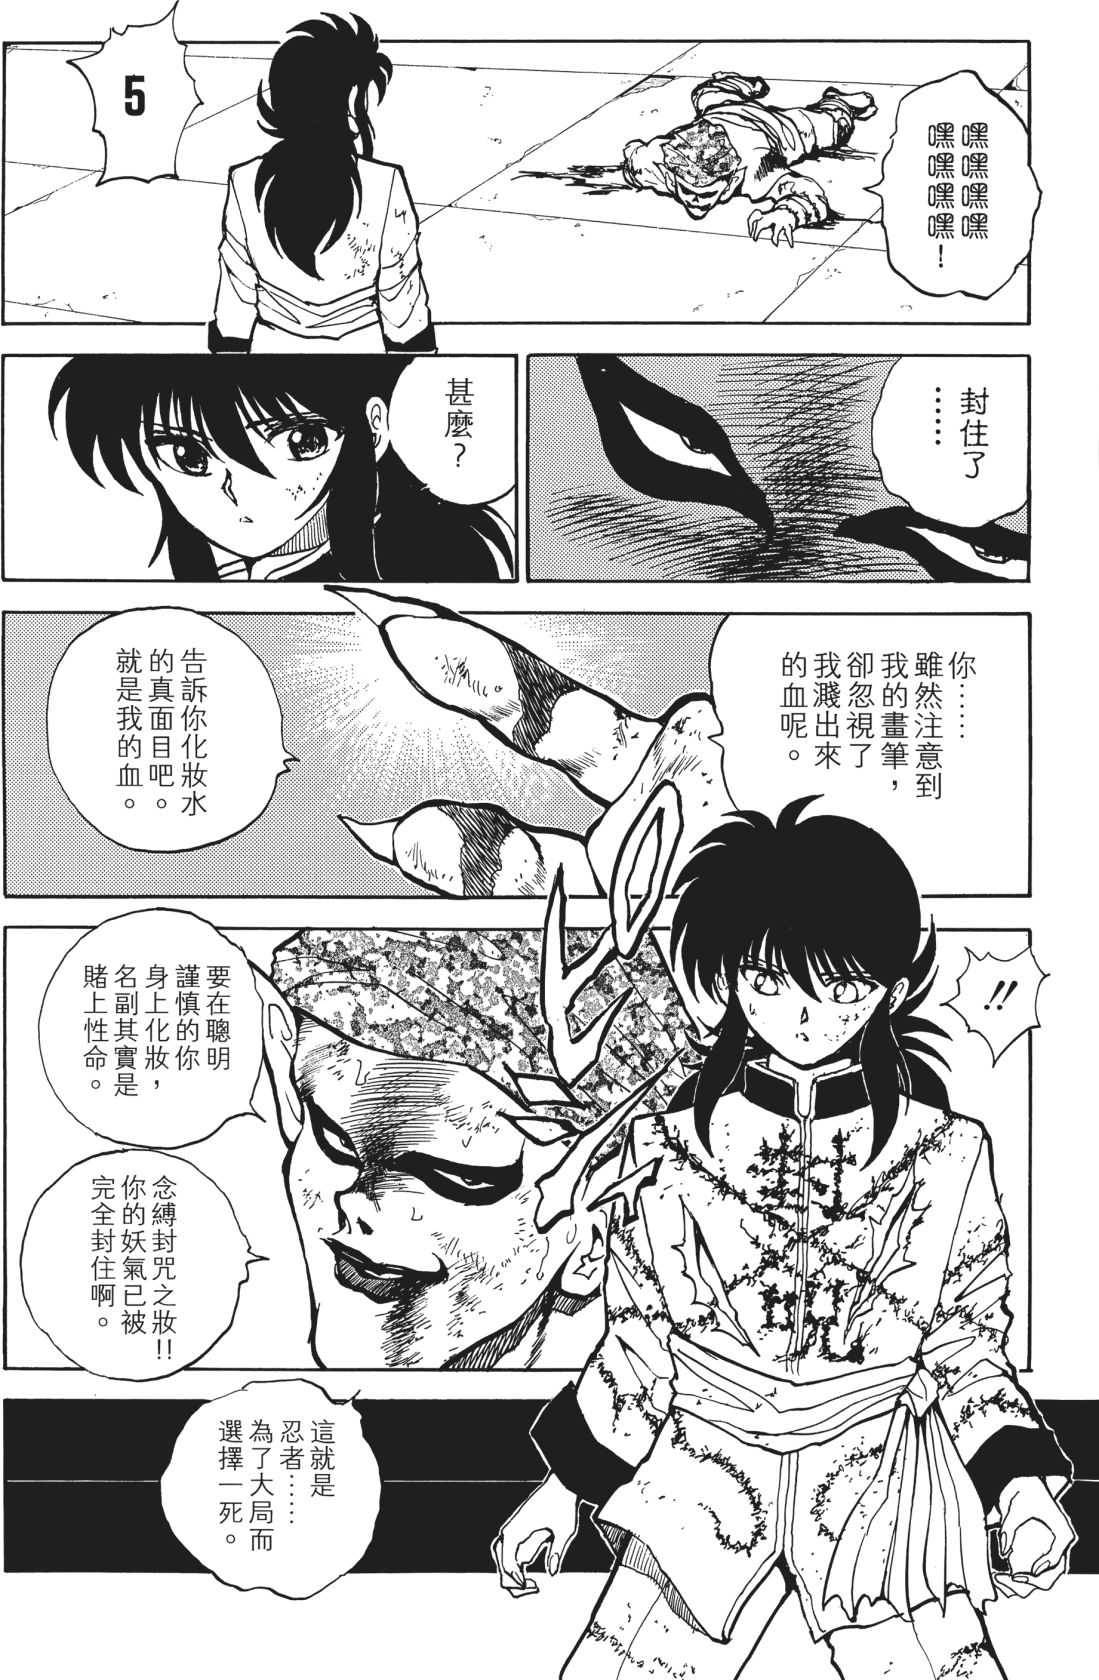 嘿嘿嘿嘿
嘿嘿嘿嘿！
5
封住了
……
甚麼？
你……
雖然注意到
我的畫筆，
卻忽視了
我濺出來
的血呢。
告訴你化妝水
的真面目吧。
就是我的血。
!!
要在聰明
謹慎的你
身上化妝，
名副其實是
賭上性命。
念縛封咒之妝!!
你的妖氣已被
完全封住啊。
封
咒
這就是
忍者……
為了大局而
選擇一死。